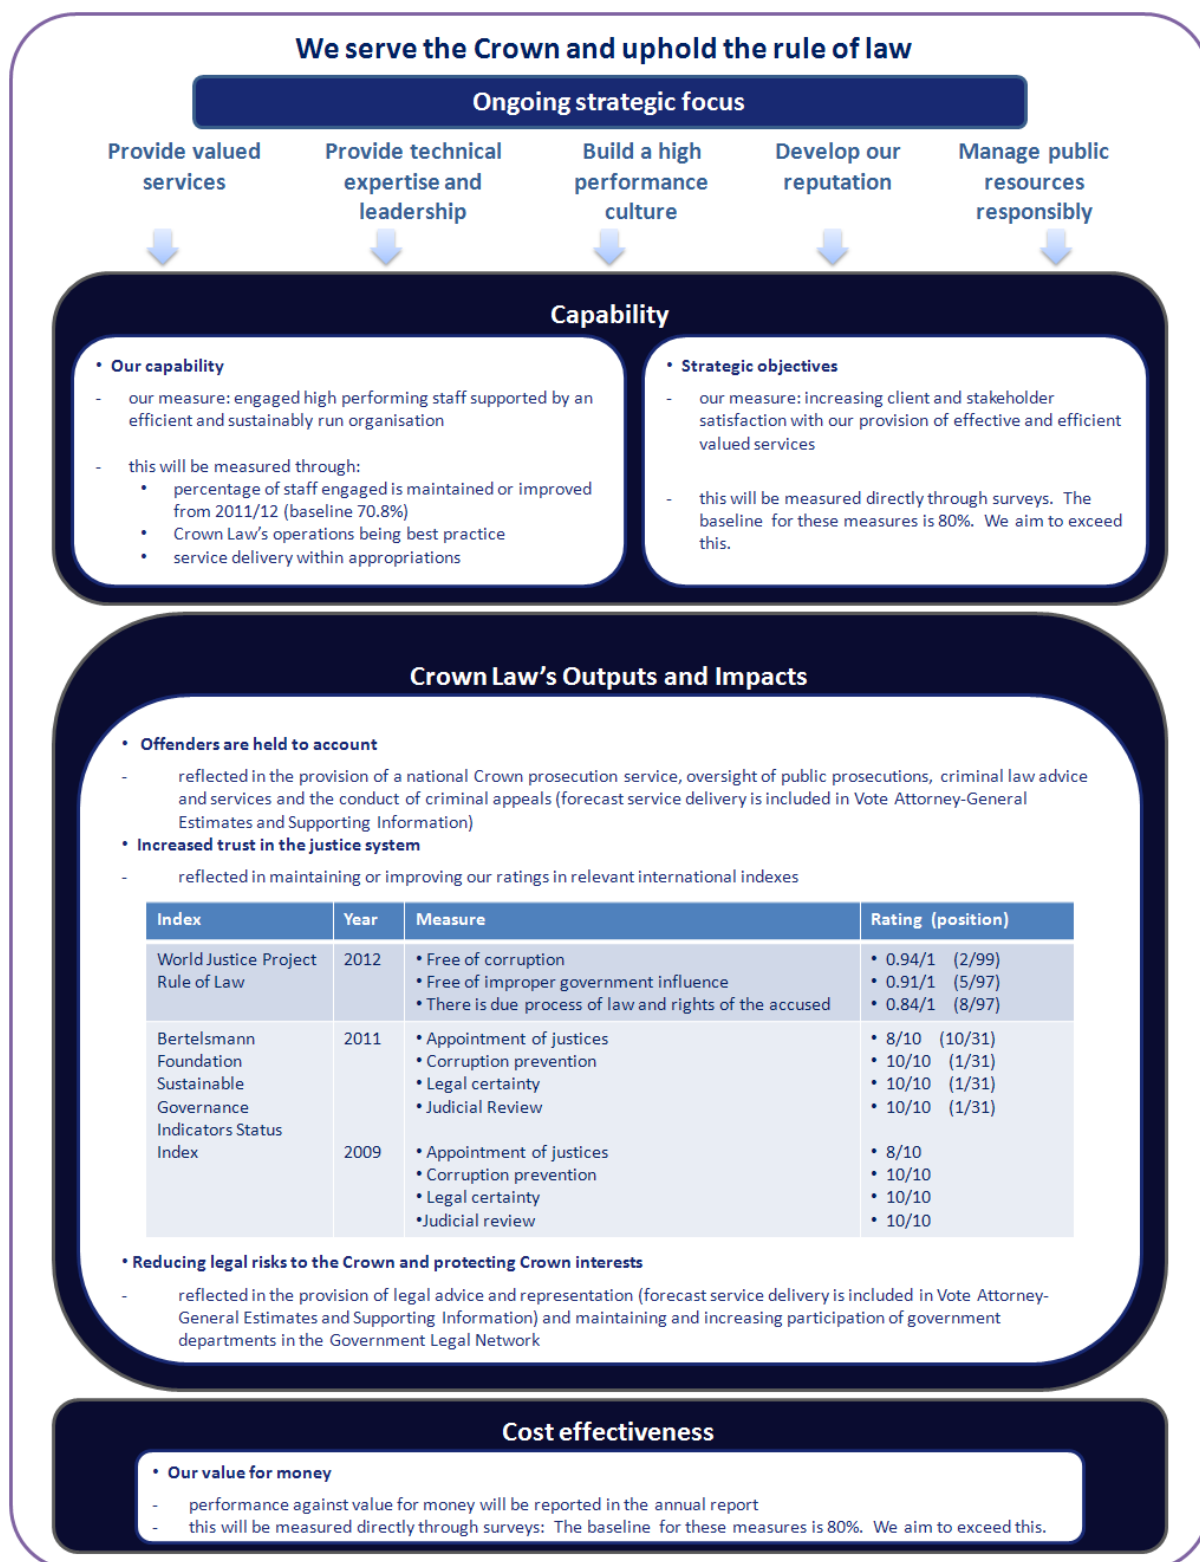 We serve the Crown and uphold the rule of law
Ongoing strategic focus
Provide valued
services
Provide technical
expertise and
leadership
Build a high
performance
culture
Develop our
reputation
Manage public
resources
responsibly
Capability
• Our capability
- our measure: engaged high performing staff supported by an
efficient and sustainably run organisation
- this will be measured through:
• percentage of staff engaged is maintained or improved
from 2011/12 (baseline 70.8%)
• Crown Law's operations being best practice
• service delivery within appropriations
• Strategic objectives
- our measure: increasing client and stakeholder
satisfaction with our provision of effective and efficient
valued services
- this will be measured directly through surveys. The
baseline for these measures is 80%. We aim to exceed
this.
Crown Law's Outputs and Impacts
• Offenders are held to account
- reflected in the provision of a national Crown prosecution service, oversight of public prosecutions, criminal law advice
and services and the conduct of criminal appeals (forecast service delivery is included in Vote Attorney-General
Estimates and Supporting Information)
• Increased trust in the justice system
- reflected in maintaining or improving our ratings in relevant international indexes
Index Year Measure Rating (position)
World Justice Project 2012 • Free of corruption • 0.94/1 (2/99)
Rule of Law • Free of improper government influence • 0.91/1 (5/97)
• There is due process of law and rights of the accused • 0.84/1 (8/97)
Bertelsmann 2011 • Appointment of justices • 8/10 (10/31)
Foundation • Corruption prevention • 10/10 (1/31)
Sustainable • Legal certainty • 10/10 (1/31)
Governance • Judicial Review • 10/10 (1/31)
Indicators Status
Index 2009 • Appointment of justices • 8/10
• Corruption prevention • 10/10
• Legal certainty • 10/10
•Judicial review • 10/10
• Reducing legal risks to the Crown and protecting Crown interests
- reflected in the provision of legal advice and representation (forecast service delivery is included in Vote Attorney-
General Estimates and Supporting Information) and maintaining and increasing participation of government
departments in the Government Legal Network
Cost effectiveness
• Our value for money
- performance against value for money will be reported in the annual report
- this will be measured directly through surveys: The baseline for these measures is 80%. We aim to exceed this.